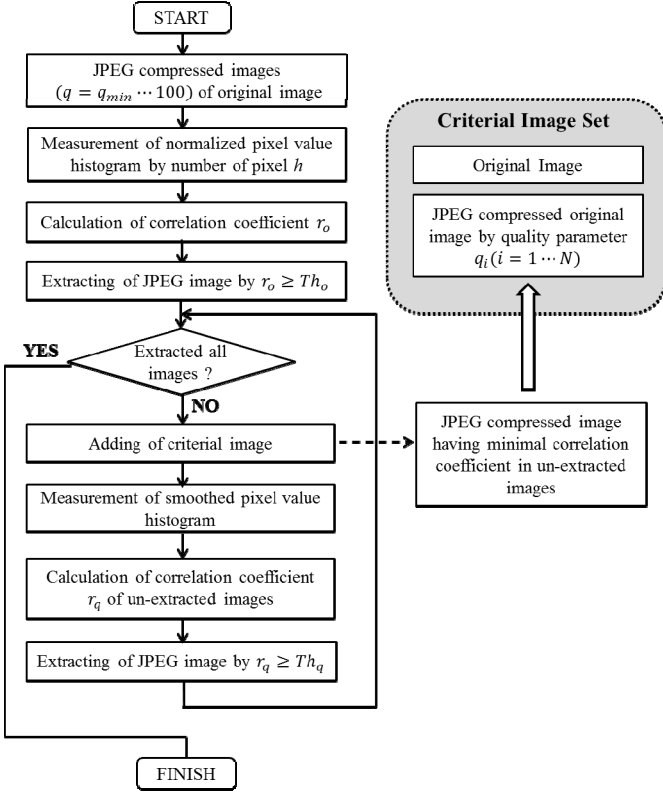 START
JPEG compressed images
(q = q_min ⋯ 100) of original image
Measurement of normalized pixel value
histogram by number of pixel h
Calculation of correlation coefficient r_o
Extracting of JPEG image by r_o ≥ Th_o
YES
Extracted all
images ?
NO
Adding of criterial image
Measurement of smoothed pixel value
histogram
Calculation of correlation coefficient
r_q of un-extracted images
Extracting of JPEG image by r_q ≥ Th_q
FINISH
Criterial Image Set
Original Image
JPEG compressed original
image by quality parameter
q_i(i = 1 ⋯ N)
JPEG compressed image
having minimal correlation
coefficient in un-extracted
images